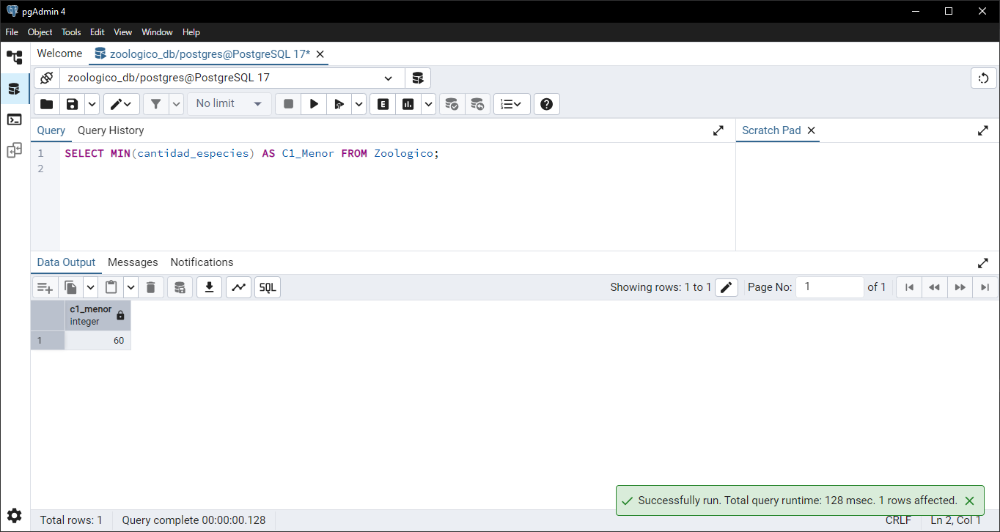 pgAdmin 4
File Object Tools Edit View Window Help
Welcome zoologico_db/postgres@PostgreSQL 17*
zoologico_db/postgres@PostgreSQL 17
No limit E
Query Query History Scratch Pad
1 SELECT MIN(cantidad_especies) AS C1_Menor FROM Zoologico;
2
Data Output Messages Notifications
SQL Showing rows: 1 to 1 Page No: 1 of 1
c1_menor
integer
1 60
Successfully run. Total query runtime: 128 msec. 1 rows affected.
Total rows: 1 Query complete 00:00:00.128 CRLF Ln 2, Col 1